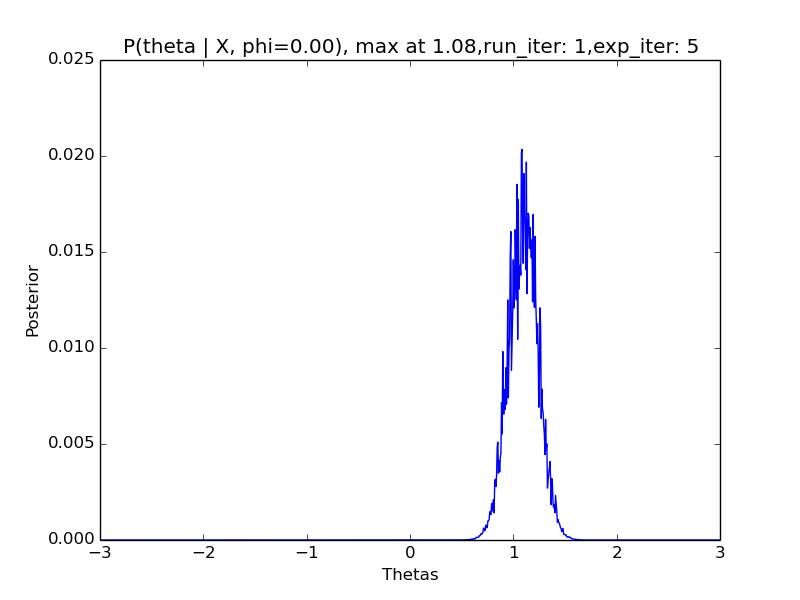 P(theta | X, phi=0.00), max at 1.08,run_iter: 1,exp_iter: 5
0.025
0.020
0.015
0.010
0.005
0.000
Posterior
−3 −2 −1 0 1 2 3
Thetas